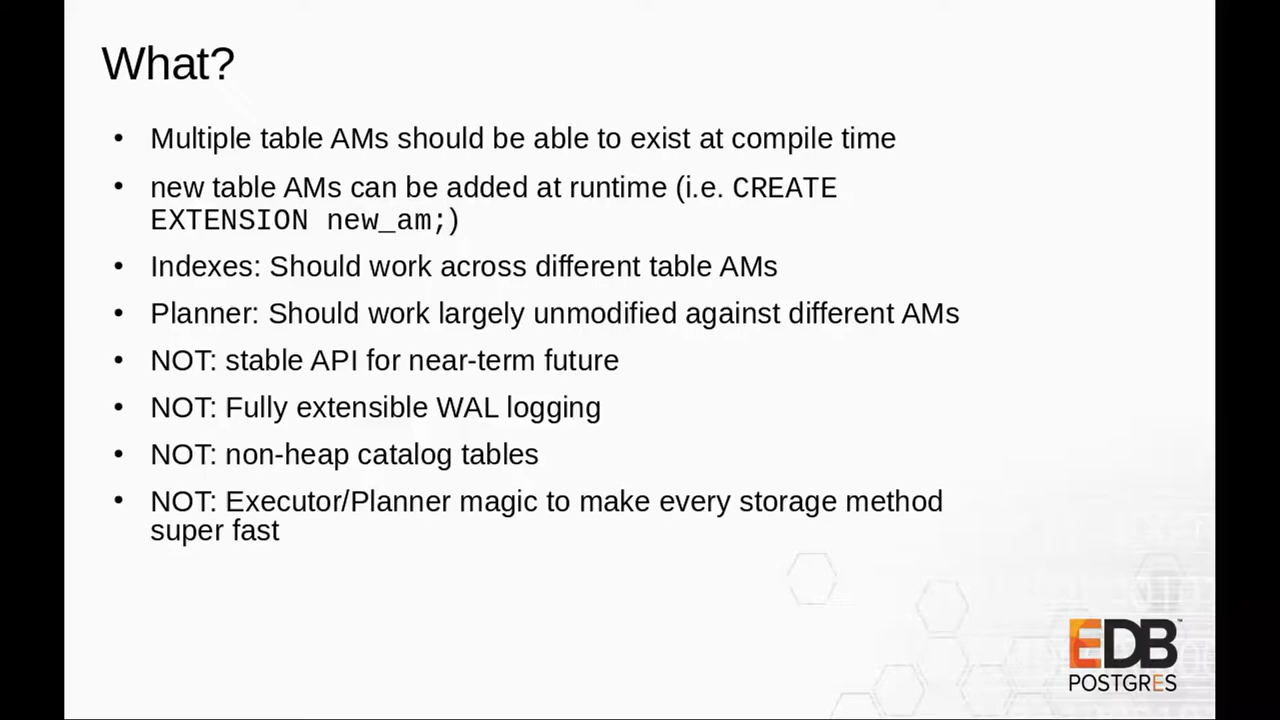 What?
• Multiple table AMs should be able to exist at compile time
• new table AMs can be added at runtime (i.e. CREATE
EXTENSION new_am;)
• Indexes: Should work across different table AMs
• Planner: Should work largely unmodified against different AMs
• NOT: stable API for near-term future
• NOT: Fully extensible WAL logging
• NOT: non-heap catalog tables
• NOT: Executor/Planner magic to make every storage method
super fast
EDB™
POSTGRES